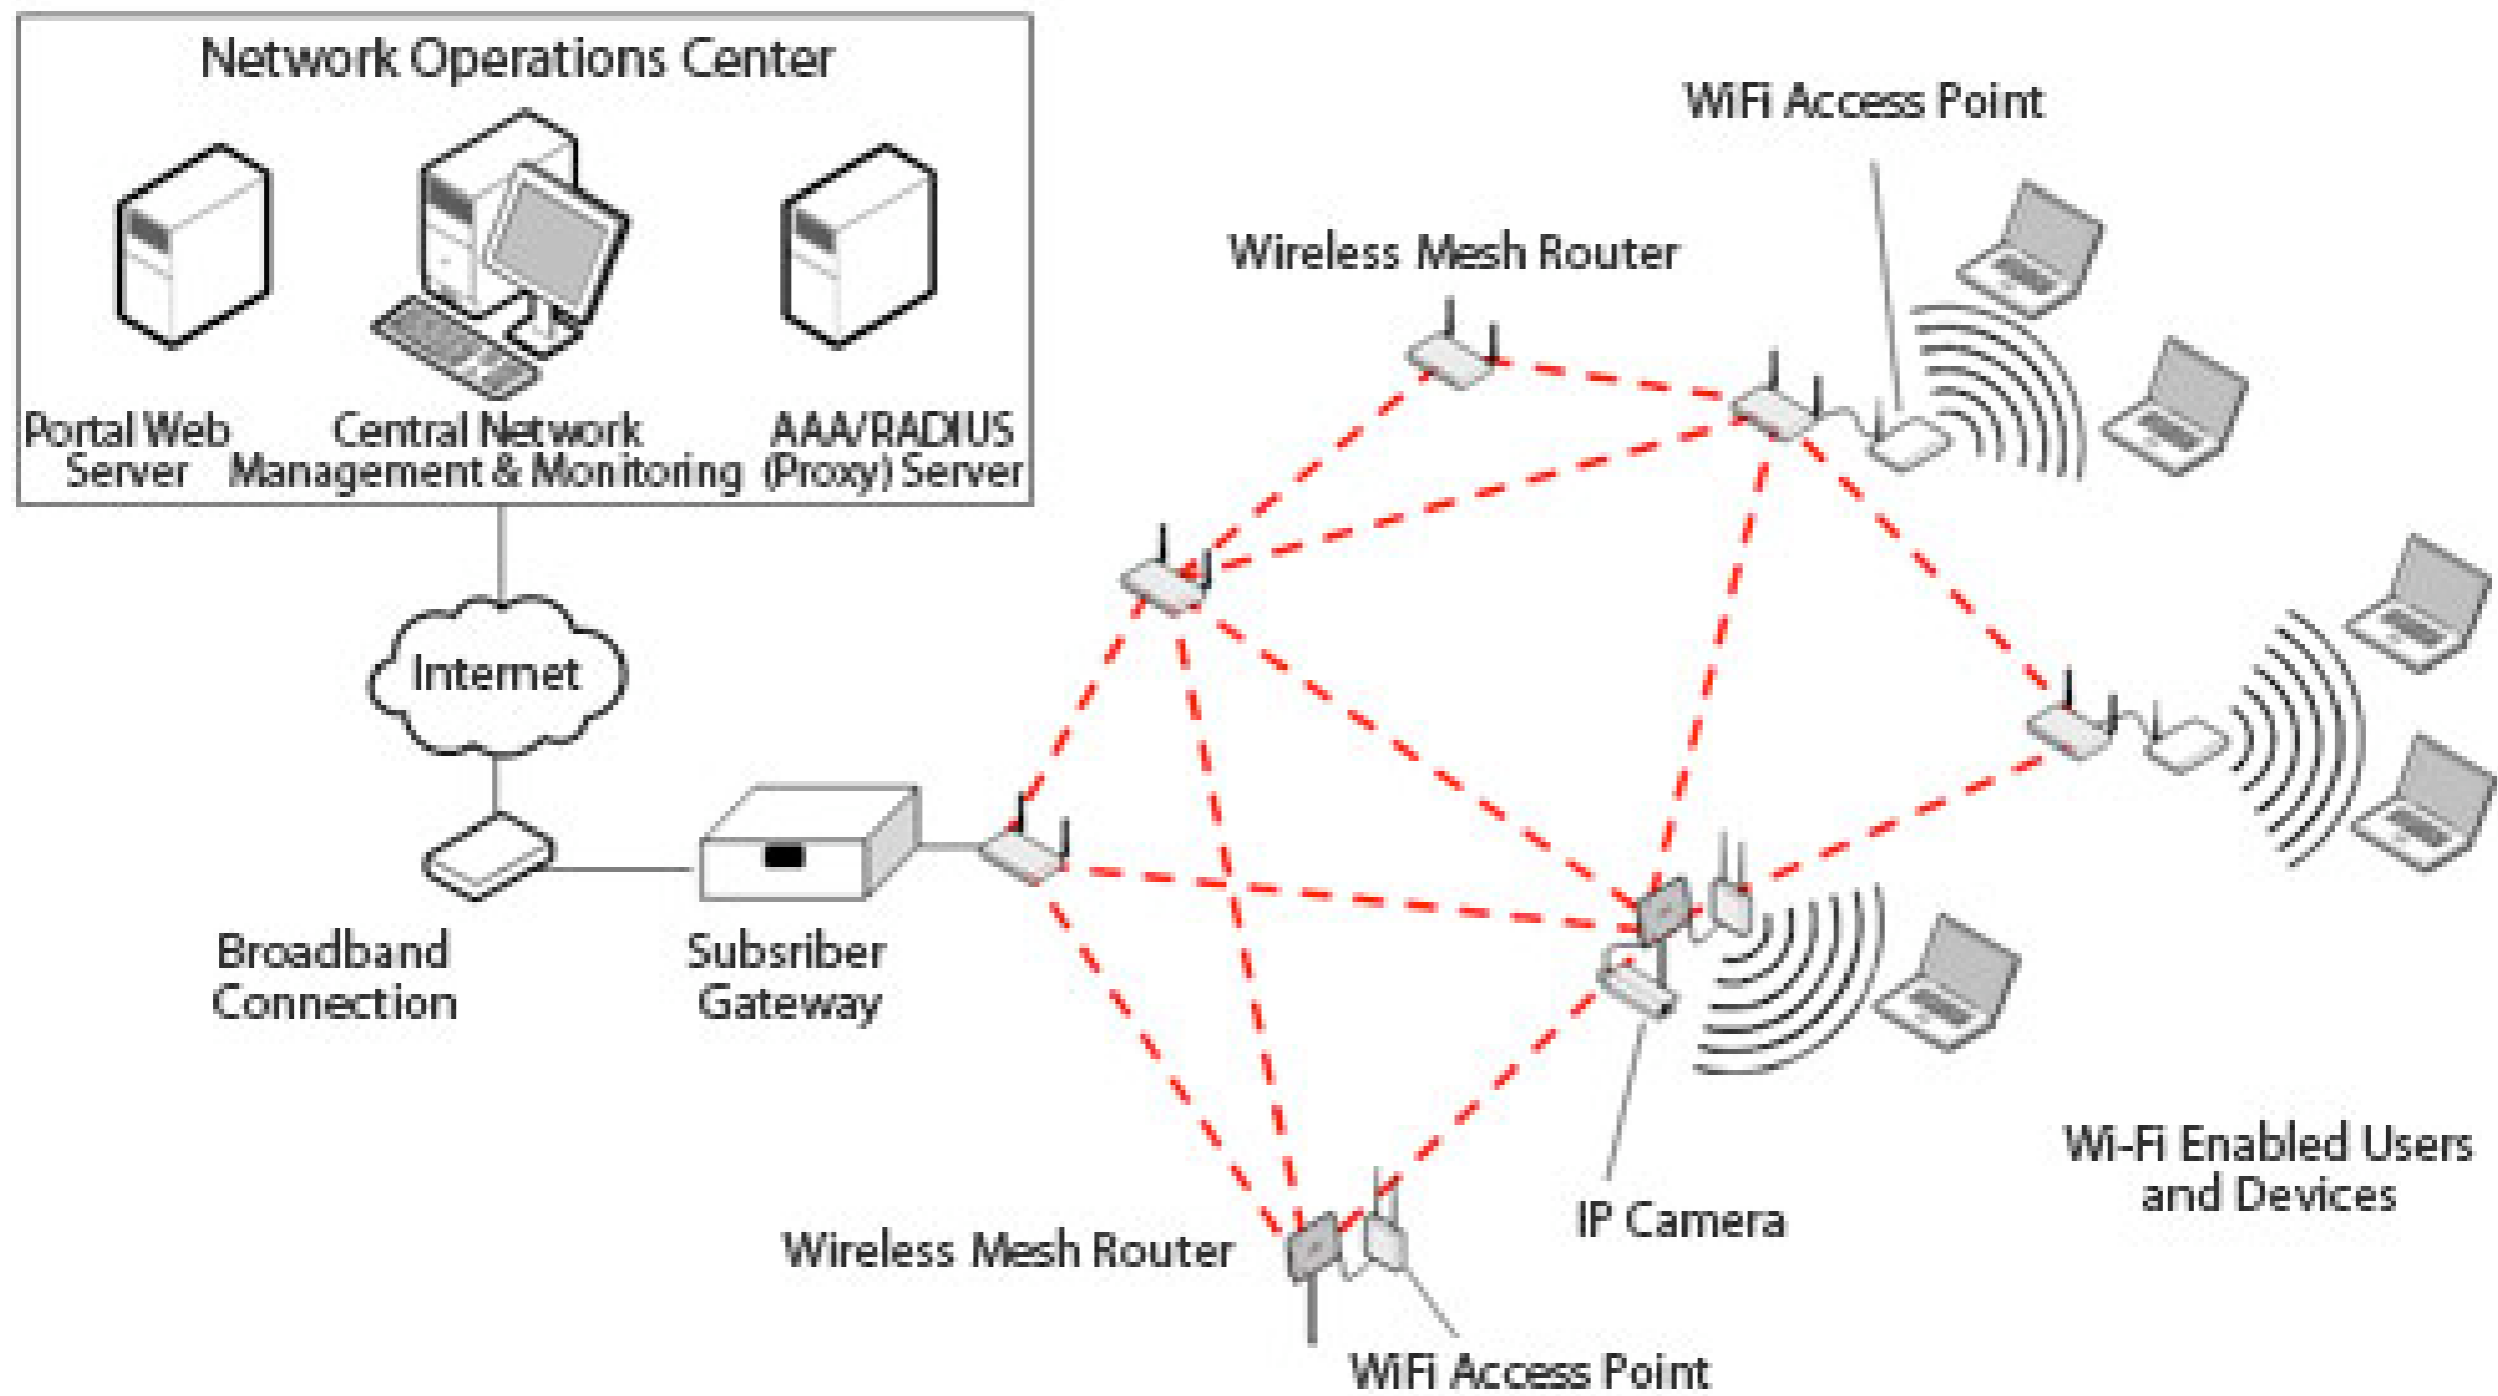 Network Operations Center
Portal Web
Server
Central Network
Management & Monitoring
AAA/RADIUS
(Proxy) Server
WiFi Access Point
Wireless Mesh Router
Internet
Broadband
Connection
Subsriber
Gateway
Wireless Mesh Router
IP Camera
Wi-Fi Enabled Users
and Devices
WiFi Access Point